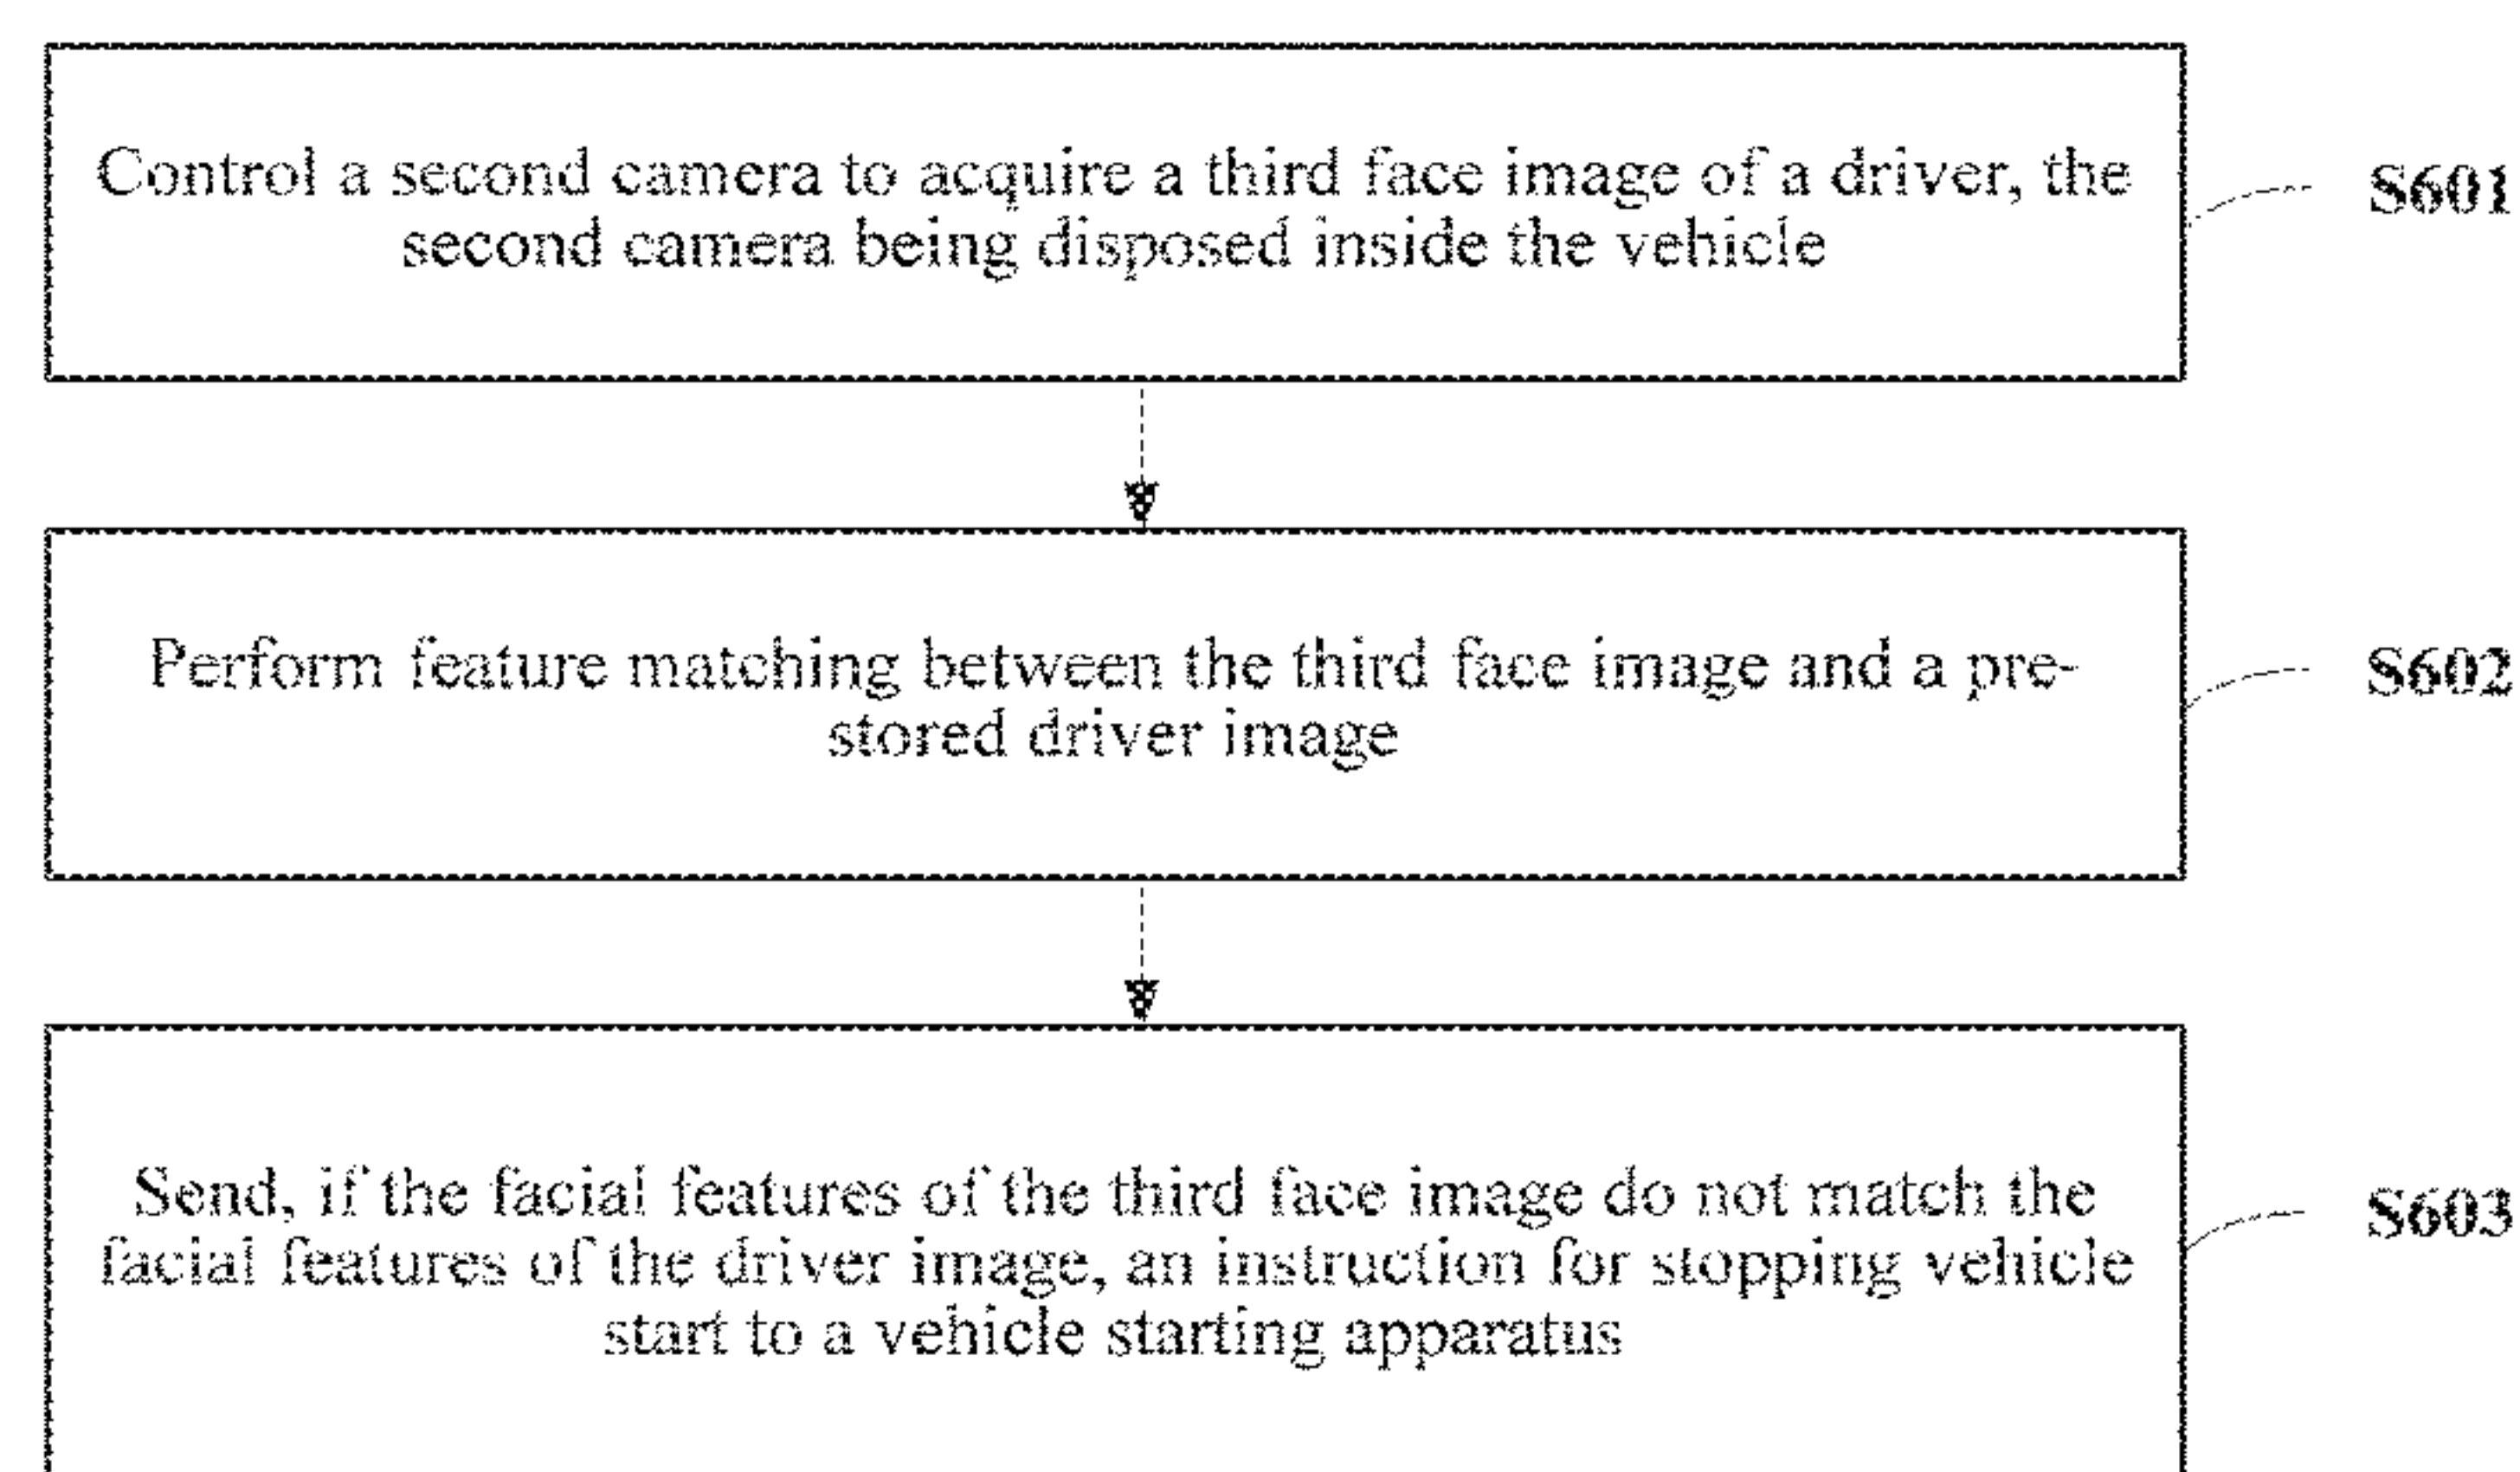 Control a second camera to acquire a third face image of a driver, the
second camera being disposed inside the vehicle
S601
Perform feature matching between the third face image and a pre-
stored driver image
S602
Send, if the facial features of the third face image do not match the
facial features of the driver image, an instruction for stopping vehicle
start to a vehicle starting apparatus
S603